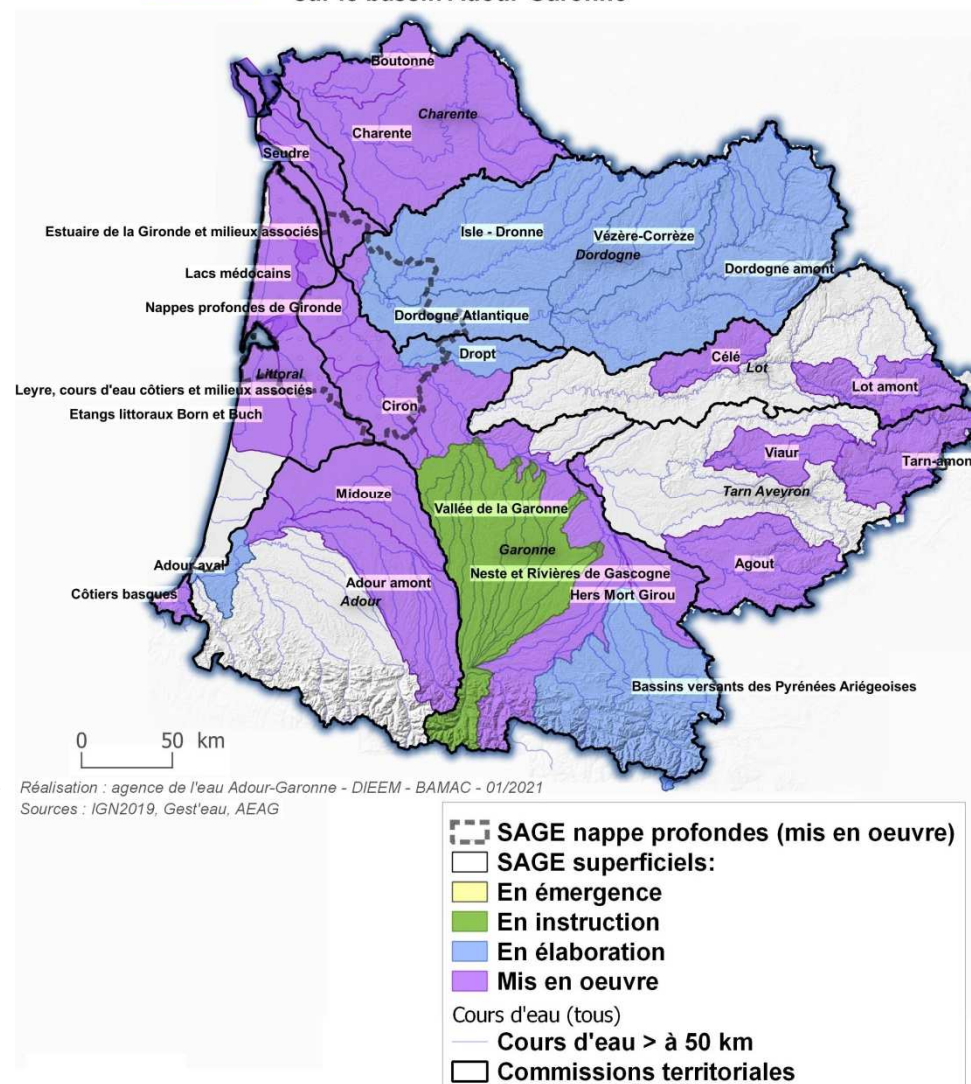 sur le bassin Adour-Garonne
Boutonne
Charente
Charente
Seudre
Estuaire de la Gironde et milieux associés
Isle - Dronne
Vézère-Corrèze
Dordogne
Lacs médocains
Dordogne amont
Nappes profondes de Gironde
Dordogne Atlantique
Dropt
Célé
Lot
Littoral
Leyre, cours d'eau côtiers et milieux associés
Lot amont
Ciron
Etangs littoraux Born et Buch
Viaur
Tarn-amont
Midouze
Tarn Aveyron
Vallée de la Garonne
Garonne
Adour aval
Agout
Neste et Rivières de Gascogne
Adour amont
Côtiers basques
Hers Mort Girou
Adour
Bassins versants des Pyrénées Ariégeoises
0 50 km
Réalisation : agence de l'eau Adour-Garonne - DIEEM - BAMAC - 01/2021
Sources : IGN2019, Gest'eau, AEAG
SAGE nappe profondes (mis en oeuvre)
SAGE superficiels:
En émergence
En instruction
En élaboration
Mis en oeuvre
Cours d'eau (tous)
Cours d'eau > à 50 km
Commissions territoriales